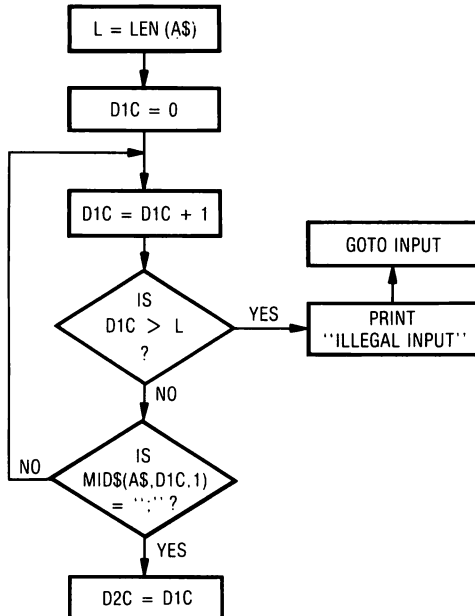 L = LEN (A$)
D1C = 0
D1C = D1C + 1
IS
D1C > L
?
YES
PRINT
"ILLEGAL INPUT"
GOTO INPUT
NO
IS
MID$(A$,D1C,1)
= ";" ?
NO
YES
D2C = D1C